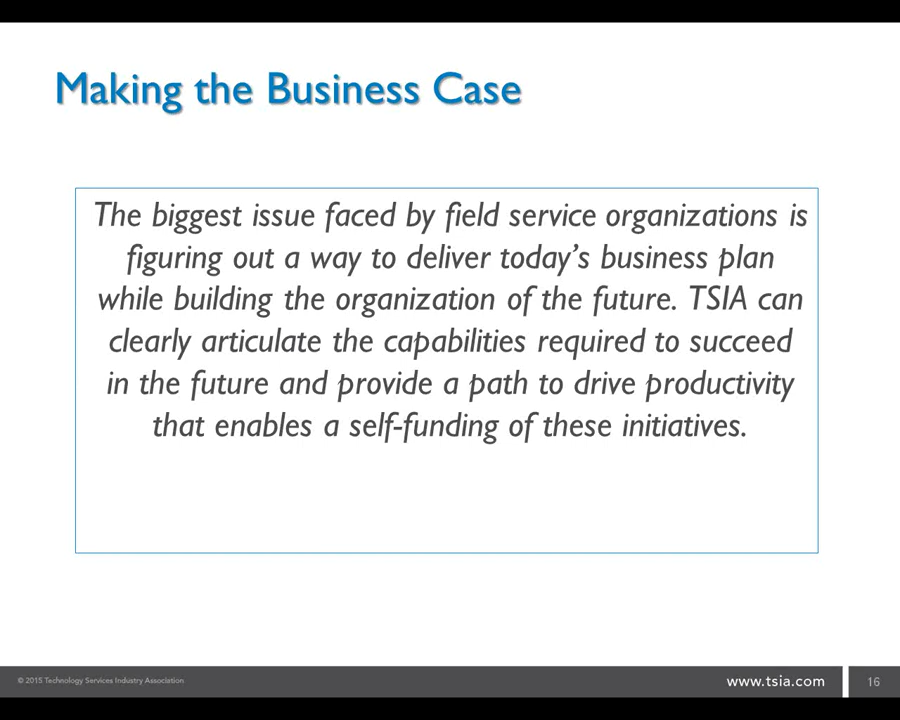 Making the Business Case
The biggest issue faced by field service organizations is
figuring out a way to deliver today’s business plan
while building the organization of the future. TSIA can
clearly articulate the capabilities required to succeed
in the future and provide a path to drive productivity
that enables a self-funding of these initiatives.
© 2015 Technology Services Industry Association
www.tsia.com
16